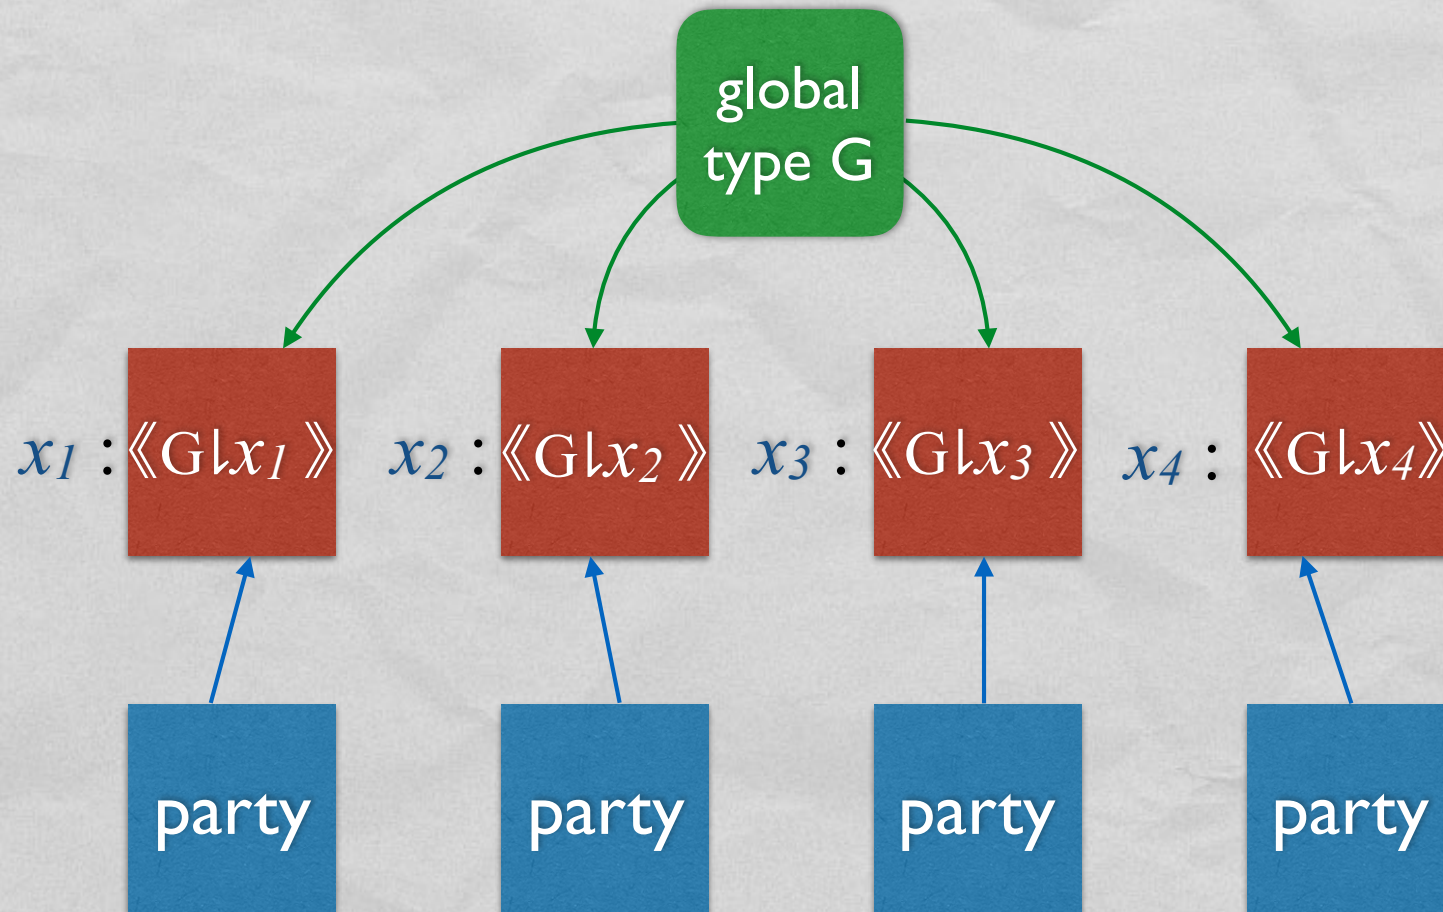 global
type G
x1 : 《G⇂x1 》 x2 : 《G⇂x2 》 x3 : 《G⇂x3 》 x4 : 《G⇂x4》
party party party party